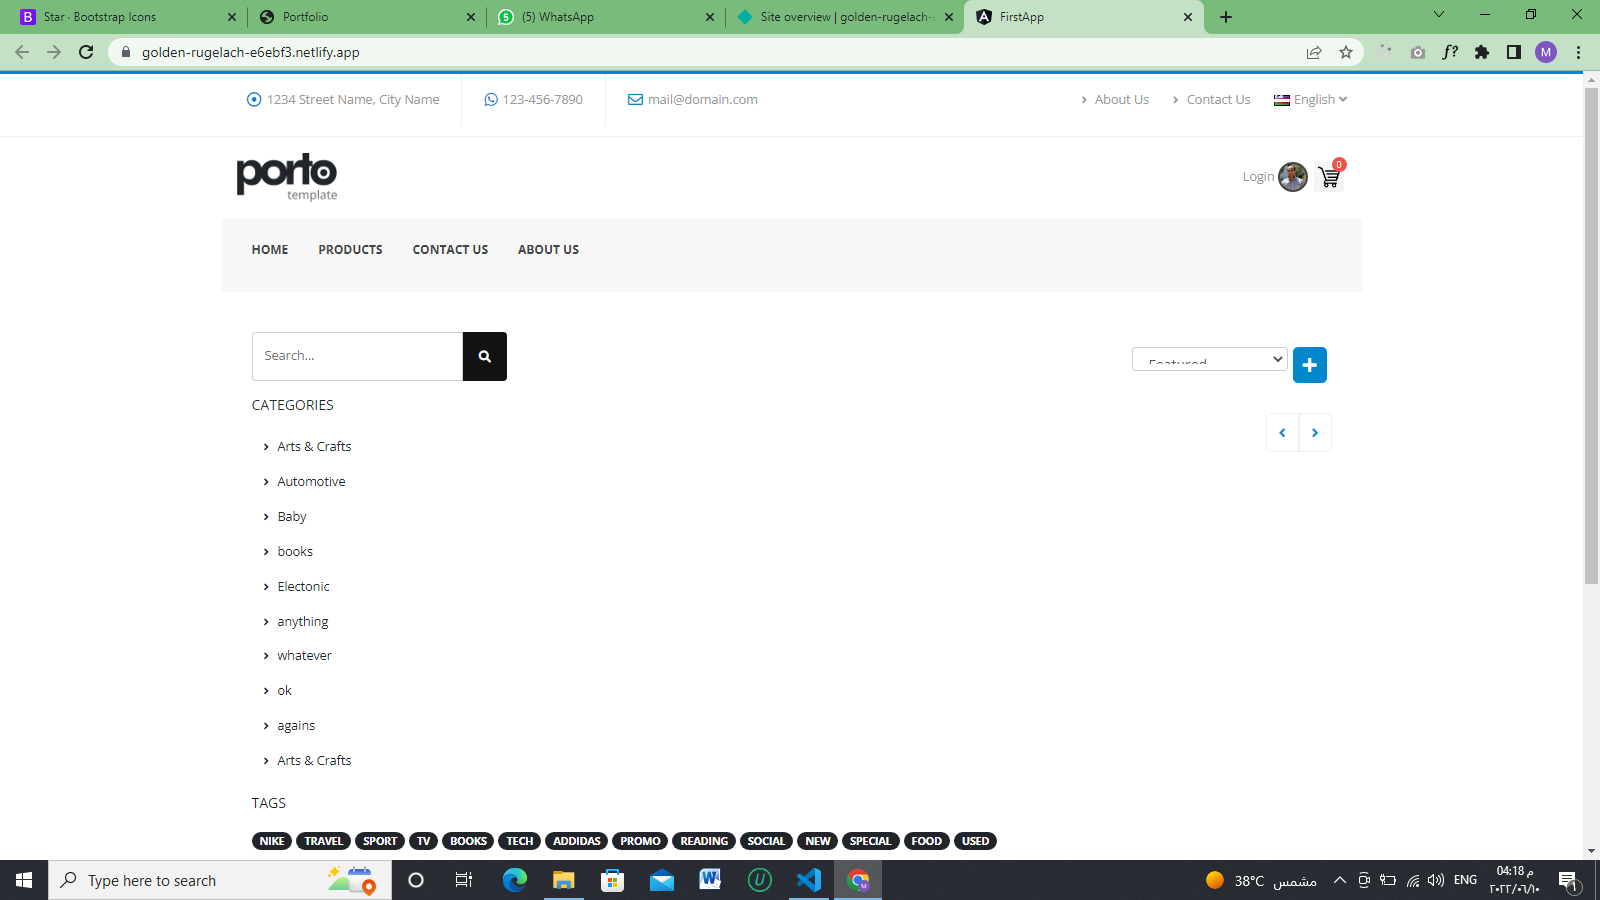 Star · Bootstrap Icons
Portfolio
5 (5) WhatsApp
Site overview | golden-rugelach-
FirstApp
golden-rugelach-e6ebf3.netlify.app
f?
M
1234 Street Name, City Name
123-456-7890
mail@domain.com
About Us
Contact Us
English
porto
template
Login
0
HOME PRODUCTS CONTACT US ABOUT US
Search...
Featured
CATEGORIES
Arts & Crafts
Automotive
Baby
books
Electonic
anything
whatever
ok
agains
Arts & Crafts
TAGS
NIKE TRAVEL SPORT TV BOOKS TECH ADDIDAS PROMO READING SOCIAL NEW SPECIAL FOOD USED
Type here to search
38°C مشمس
ENG
04:18 م
٢٠٢٢/٠٦/١٠
1